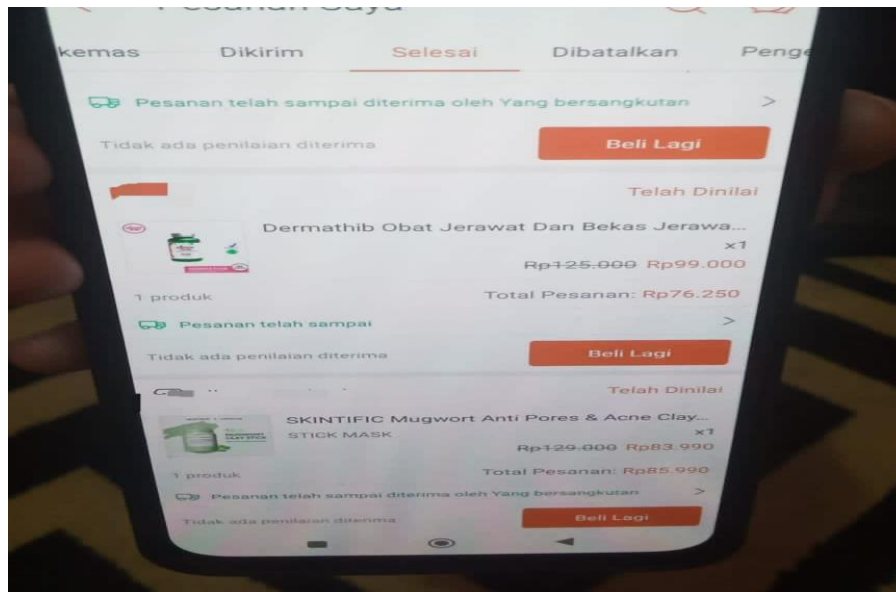 Pesanan Saya
kemas Dikirim Selesai Dibatalkan Penge
Pesanan telah sampai diterima oleh Yang bersangkutan >
Tidak ada penilaian diterima Beli Lagi
Telah Dinilai
Dermathib Obat Jerawat Dan Bekas Jerawa...
x1
Rp125.000 Rp99.000
1 produk Total Pesanan: Rp76.250
Pesanan telah sampai >
Tidak ada penilaian diterima Beli Lagi
Telah Dinilai
SKINTIFIC Mugwort Anti Pores & Acne Clay...
STICK MASK x1
Rp129.000 Rp83.990
1 produk Total Pesanan: Rp85.990
Pesanan telah sampai diterima oleh Yang bersangkutan >
Tidak ada penilaian diterima Beli Lagi